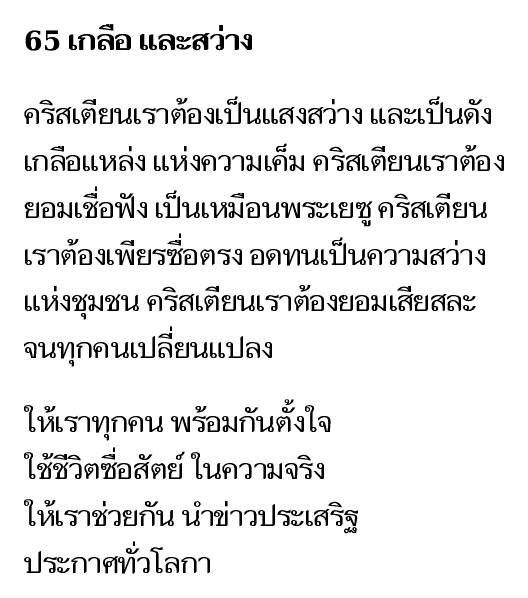 65 เกลือ และสว่าง
คริสเตียนเราต้องเป็นแสงสว่าง และเป็นดัง
เกลือแหล่ง แห่งความเค็ม คริสเตียนเราต้อง
ยอมเชื่อฟัง เป็นเหมือนพระเยซู คริสเตียน
เราต้องเพียรซื่อตรง อดทนเป็นความสว่าง
แห่งชุมชน คริสเตียนเราต้องยอมเสียสละ
จนทุกคนเปลี่ยนแปลง
ให้เราทุกคน พร้อมกันตั้งใจ
ใช้ชีวิตซื่อสัตย์ ในความจริง
ให้เราช่วยกัน นำข่าวประเสริฐ
ประกาศทั่วโลกา